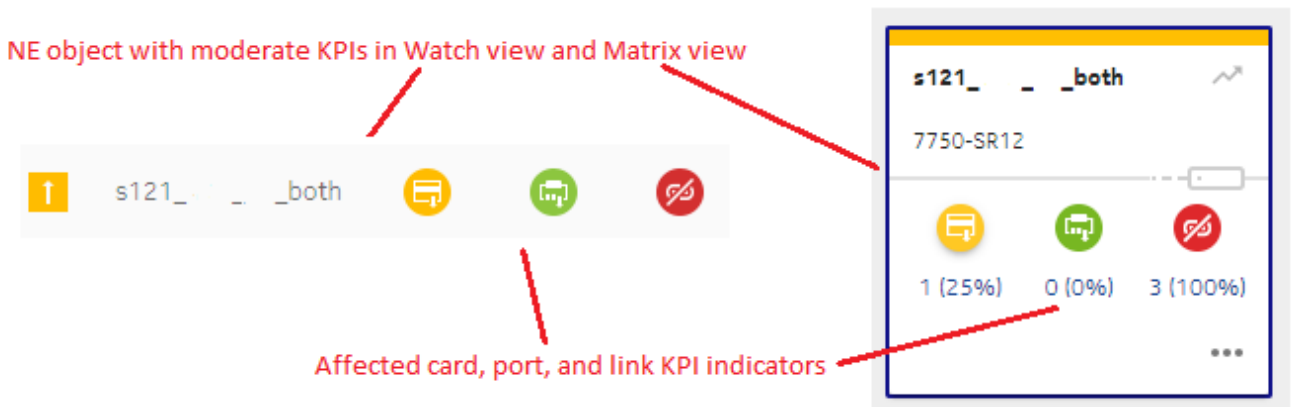 NE object with moderate KPIs in Watch view and Matrix view
s121_ _ _both
7750-SR12
s121_ _ _both
1 (25%) 0 (0%) 3 (100%)
Affected card, port, and link KPI indicators